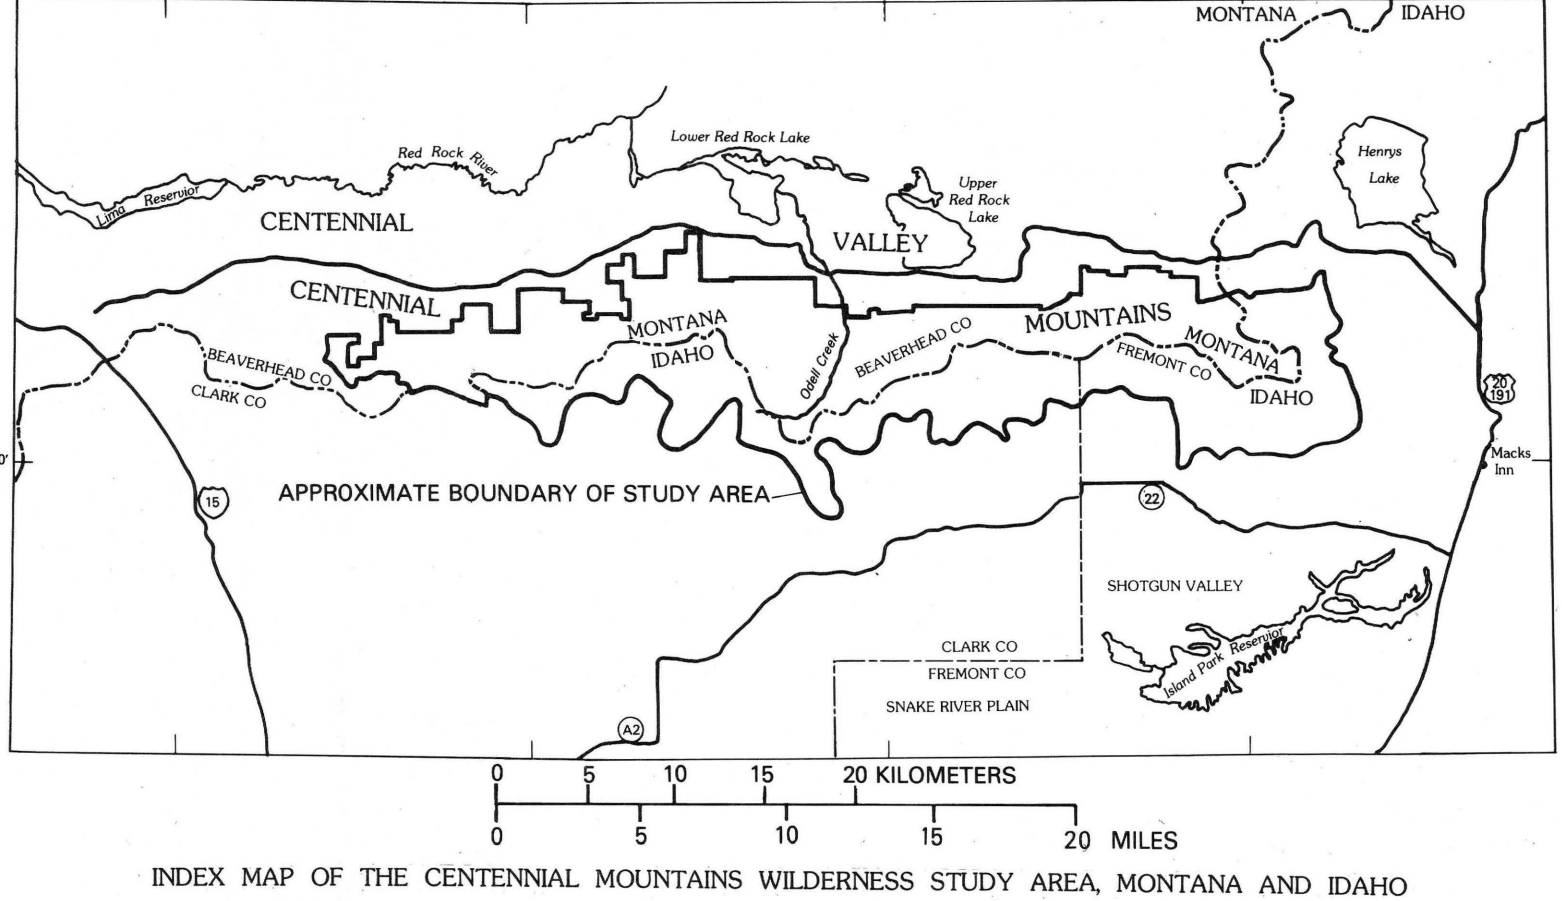 MONTANA
IDAHO
Lower Red Rock Lake
Red Rock River
Henrys
Lake
Upper
Red Rock
Lake
Lima Reservior
CENTENNIAL
VALLEY
CENTENNIAL
MOUNTAINS
MONTANA
IDAHO
BEAVERHEAD CO
CLARK CO
Odell Creek
BEAVERHEAD CO
FREMONT CO
MONTANA
IDAHO
20
191
Macks
Inn
0'
15
APPROXIMATE BOUNDARY OF STUDY AREA
22
SHOTGUN VALLEY
CLARK CO
FREMONT CO
Island Park Reservior
SNAKE RIVER PLAIN
A2
0 5 10 15 20 KILOMETERS
0 5 10 15 20 MILES
INDEX MAP OF THE CENTENNIAL MOUNTAINS WILDERNESS STUDY AREA, MONTANA AND IDAHO